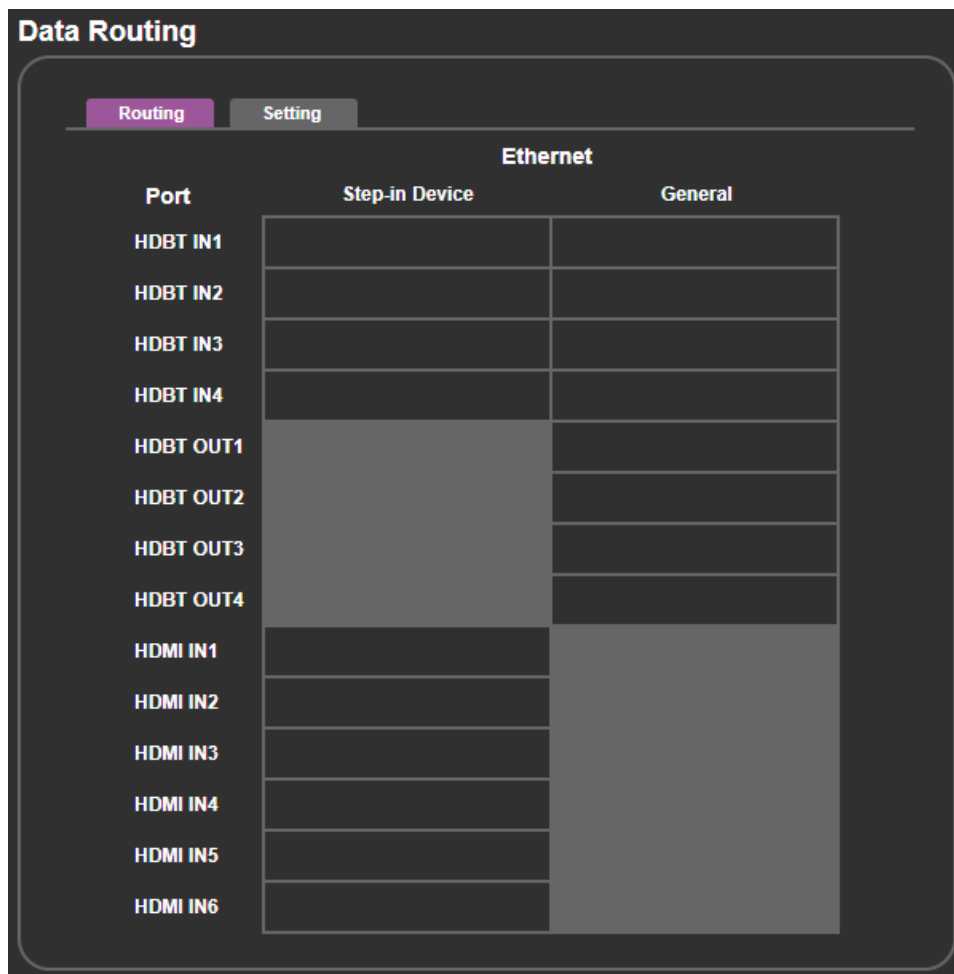 Data Routing
Routing Setting
Ethernet
Port Step-in Device General
HDBT IN1
HDBT IN2
HDBT IN3
HDBT IN4
HDBT OUT1
HDBT OUT2
HDBT OUT3
HDBT OUT4
HDMI IN1
HDMI IN2
HDMI IN3
HDMI IN4
HDMI IN5
HDMI IN6